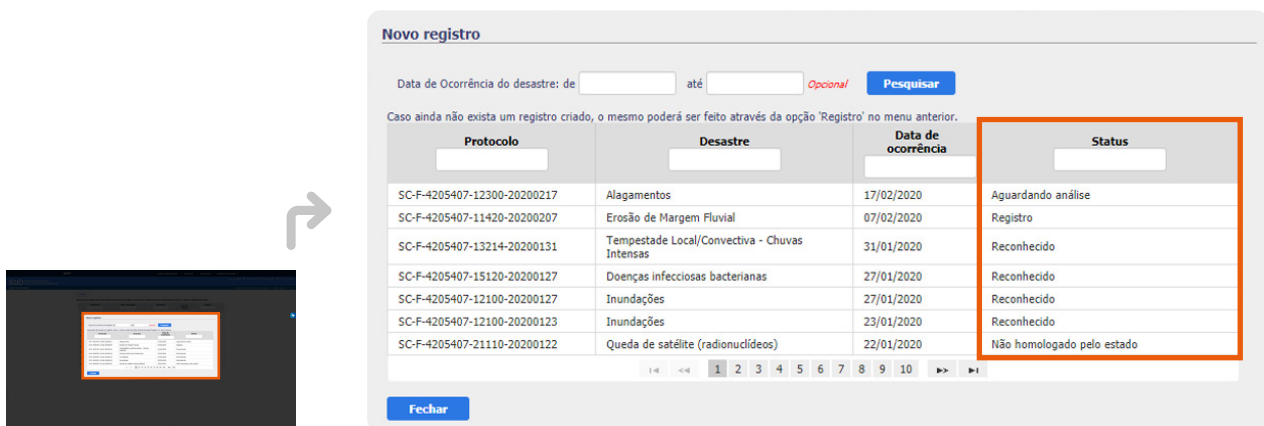 Novo registro
Data de Ocorrência do desastre: de até Opcional Pesquisar
Caso ainda não exista um registro criado, o mesmo poderá ser feito através da opção 'Registro' no menu anterior.
Protocolo Desastre Data de ocorrência Status
SC-F-4205407-12300-20200217 Alagamentos 17/02/2020 Aguardando análise
SC-F-4205407-11420-20200207 Erosão de Margem Fluvial 07/02/2020 Registro
SC-F-4205407-13214-20200131 Tempestade Local/Convectiva - Chuvas Intensas 31/01/2020 Reconhecido
SC-F-4205407-15120-20200127 Doenças infecciosas bacterianas 27/01/2020 Reconhecido
SC-F-4205407-12100-20200127 Inundações 27/01/2020 Reconhecido
SC-F-4205407-12100-20200123 Inundações 23/01/2020 Reconhecido
SC-F-4205407-21110-20200122 Queda de satélite (radionuclídeos) 22/01/2020 Não homologado pelo estado
1 2 3 4 5 6 7 8 9 10
Fechar